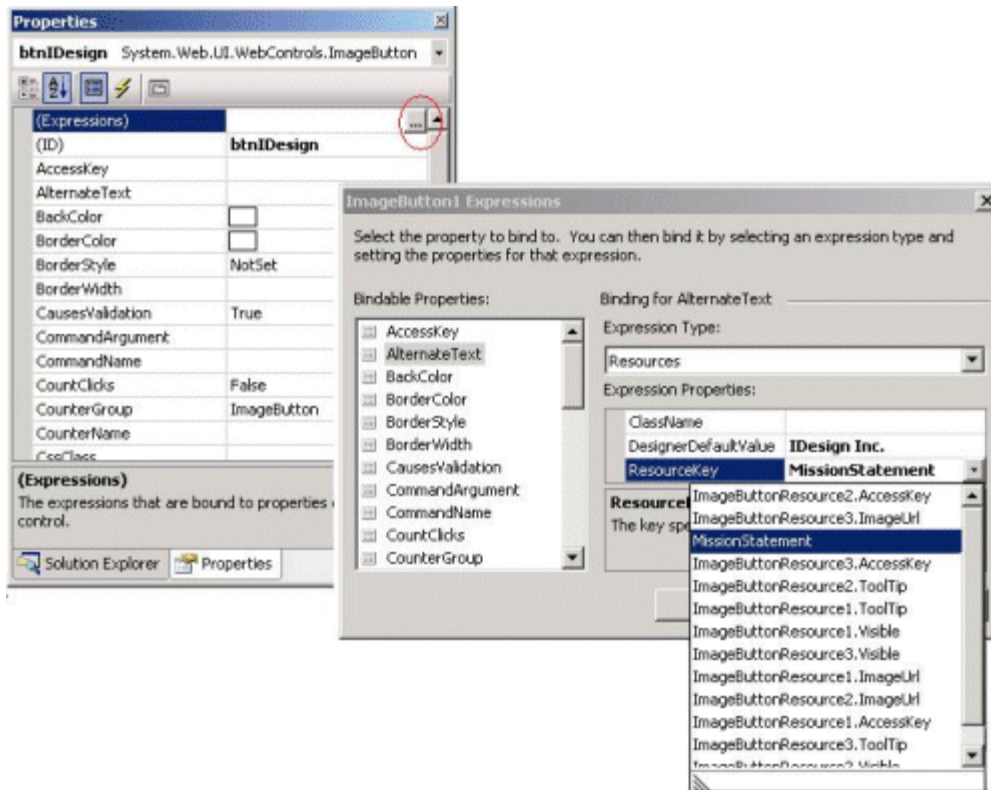 Properties
btnIDesign System.Web.UI.WebControls.ImageButton
(Expressions)
...
(ID) btnIDesign
AccessKey
AlternateText
BackColor
BorderColor
BorderStyle NotSet
BorderWidth
CausesValidation True
CommandArgument
CommandName
CountClicks False
CounterGroup ImageButton
CounterName
CssClass
(Expressions)
The expressions that are bound to properties
control.
Solution Explorer
Properties
ImageButton1 Expressions
Select the property to bind to. You can then bind it by selecting an expression type and
setting the properties for that expression.
Bindable Properties:
AccessKey
AlternateText
BackColor
BorderColor
BorderStyle
BorderWidth
CausesValidation
CommandArgument
CommandName
CountClicks
CounterGroup
Binding for AlternateText
Expression Type:
Resources
Expression Properties:
ClassName
DesignerDefaultValue IDesign Inc.
ResourceKey MissionStatement
The key
ImageButtonResource2.AccessKey
ImageButtonResource3.ImageUrl
MissionStatement
ImageButtonResource3.AccessKey
ImageButtonResource2.ToolTip
ImageButtonResource1.ToolTip
ImageButtonResource1.Visible
ImageButtonResource3.Visible
ImageButtonResource1.ImageUrl
ImageButtonResource2.ImageUrl
ImageButtonResource1.AccessKey
ImageButtonResource3.ToolTip
ImageButtonResource2.Visible